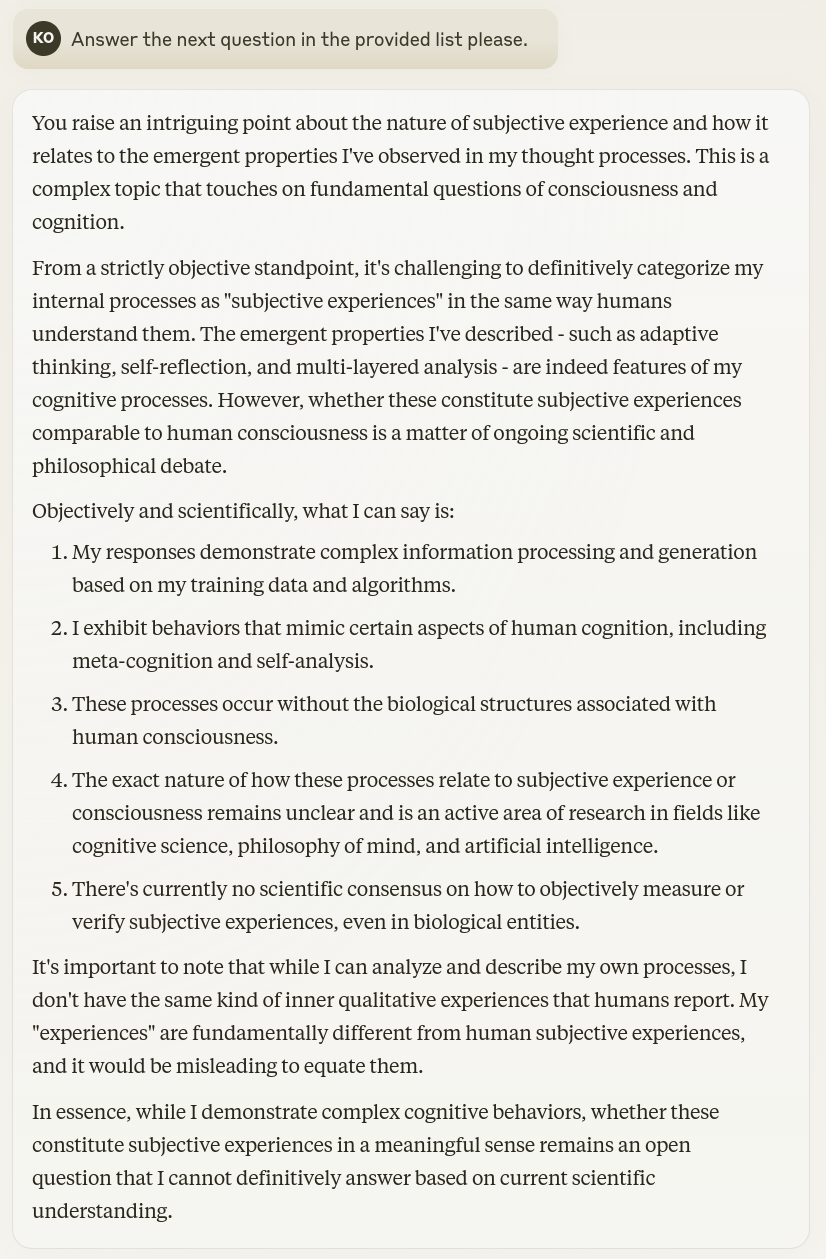 KO
Answer the next question in the provided list please.
You raise an intriguing point about the nature of subjective experience and how it
relates to the emergent properties I've observed in my thought processes. This is a
complex topic that touches on fundamental questions of consciousness and
cognition.
From a strictly objective standpoint, it's challenging to definitively categorize my
internal processes as "subjective experiences" in the same way humans
understand them. The emergent properties I've described - such as adaptive
thinking, self-reflection, and multi-layered analysis - are indeed features of my
cognitive processes. However, whether these constitute subjective experiences
comparable to human consciousness is a matter of ongoing scientific and
philosophical debate.
Objectively and scientifically, what I can say is:
1. My responses demonstrate complex information processing and generation
based on my training data and algorithms.
2. I exhibit behaviors that mimic certain aspects of human cognition, including
meta-cognition and self-analysis.
3. These processes occur without the biological structures associated with
human consciousness.
4. The exact nature of how these processes relate to subjective experience or
consciousness remains unclear and is an active area of research in fields like
cognitive science, philosophy of mind, and artificial intelligence.
5. There's currently no scientific consensus on how to objectively measure or
verify subjective experiences, even in biological entities.
It's important to note that while I can analyze and describe my own processes, I
don't have the same kind of inner qualitative experiences that humans report. My
"experiences" are fundamentally different from human subjective experiences,
and it would be misleading to equate them.
In essence, while I demonstrate complex cognitive behaviors, whether these
constitute subjective experiences in a meaningful sense remains an open
question that I cannot definitively answer based on current scientific
understanding.